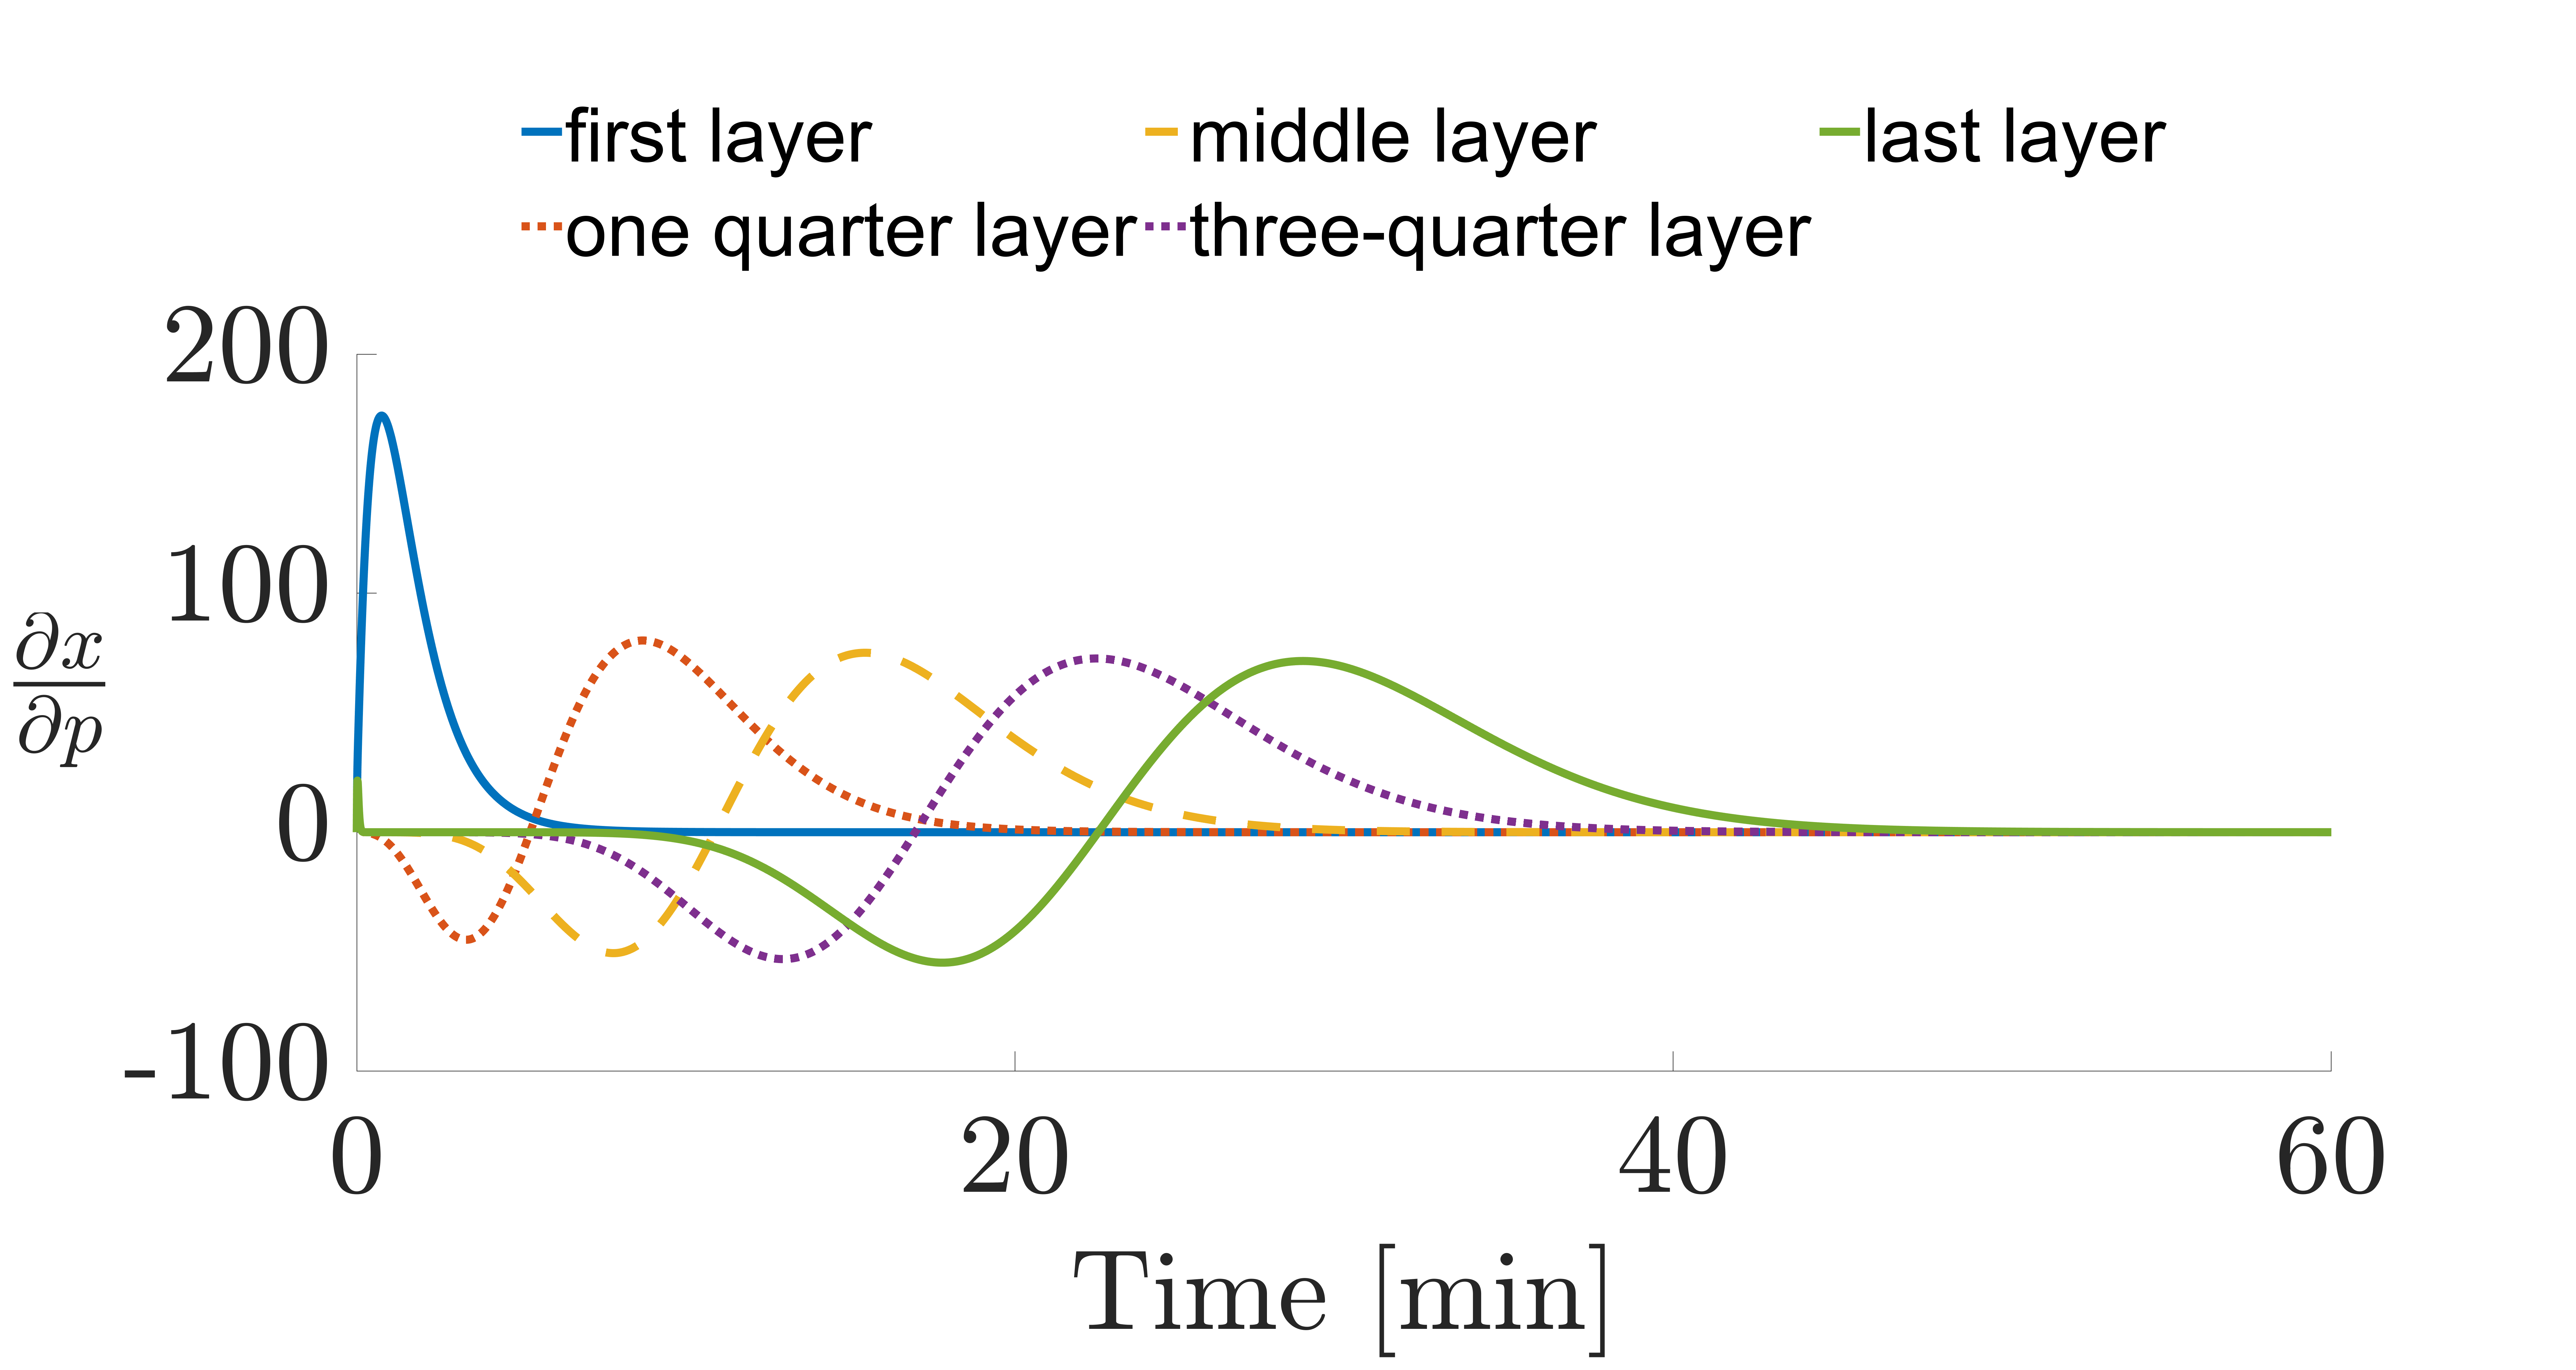 first layer
middle layer
last layer
one quarter layer
three-quarter layer
200
100
0
-100
∂x
∂p
0
20
40
60
Time [min]